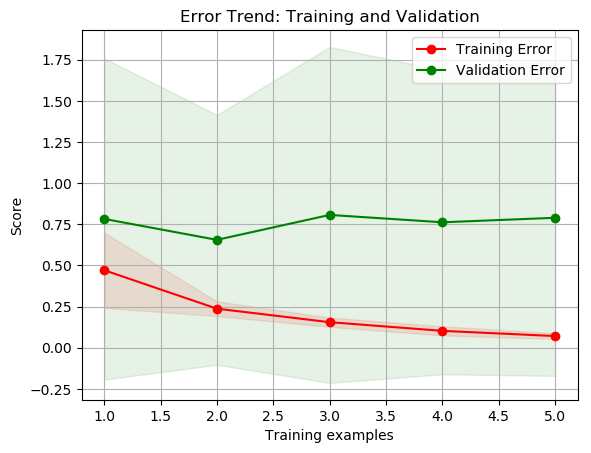 Error Trend: Training and Validation
Training Error
Validation Error
Score
1.75
1.50
1.25
1.00
0.75
0.50
0.25
0.00
−0.25
1.0 1.5 2.0 2.5 3.0 3.5 4.0 4.5 5.0
Training examples